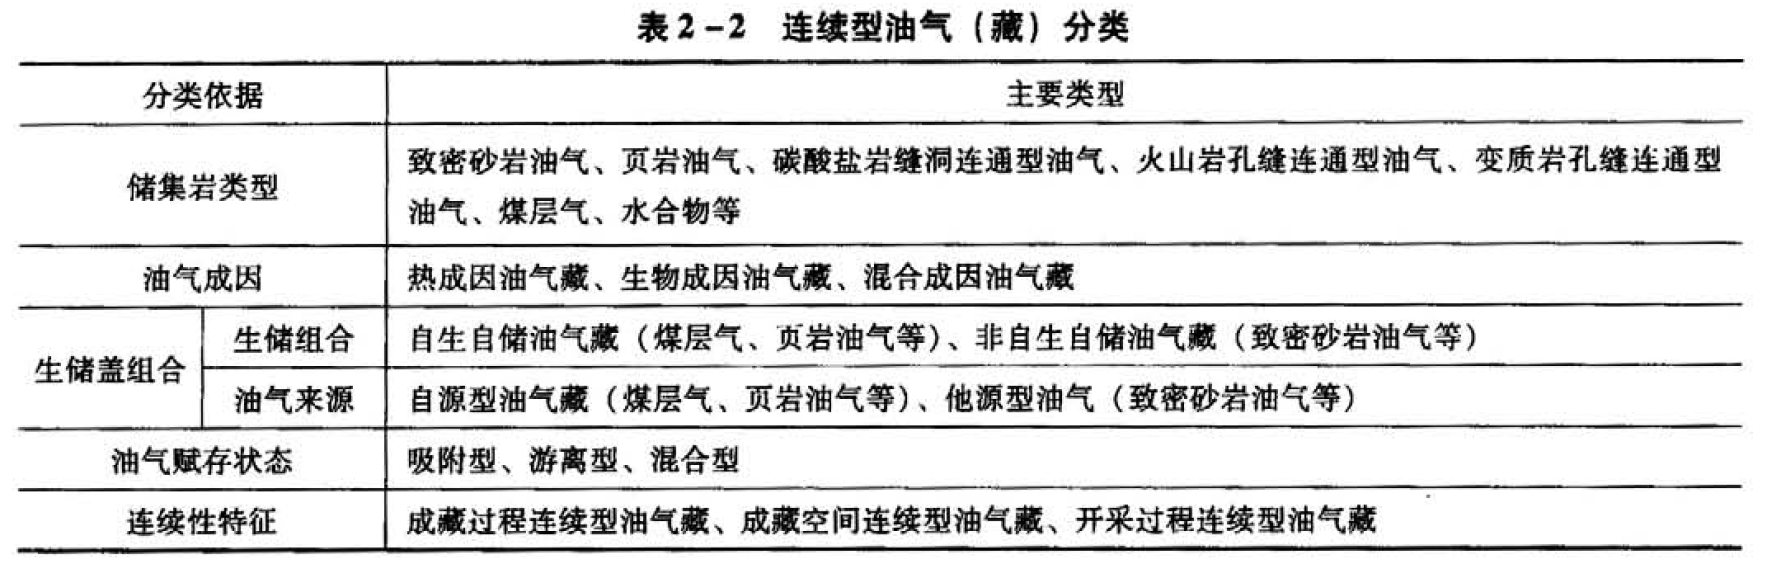 表2-2 连续型油气（藏）分类
分类依据 主要类型
储集岩类型 致密砂岩油气、页岩油气、碳酸盐岩缝洞连通型油气、火山岩孔缝连通型油气、变质岩孔缝连通型
油气、煤层气、水合物等
油气成因 热成因油气藏、生物成因油气藏、混合成因油气藏
生储盖组合 生储组合 自生自储油气藏（煤层气、页岩油气等）、非自生自储油气藏（致密砂岩油气等）
油气来源 自源型油气藏（煤层气、页岩油气等）、他源型油气（致密砂岩油气等）
油气赋存状态 吸附型、游离型、混合型
连续性特征 成藏过程连续型油气藏、成藏空间连续型油气藏、开采过程连续型油气藏